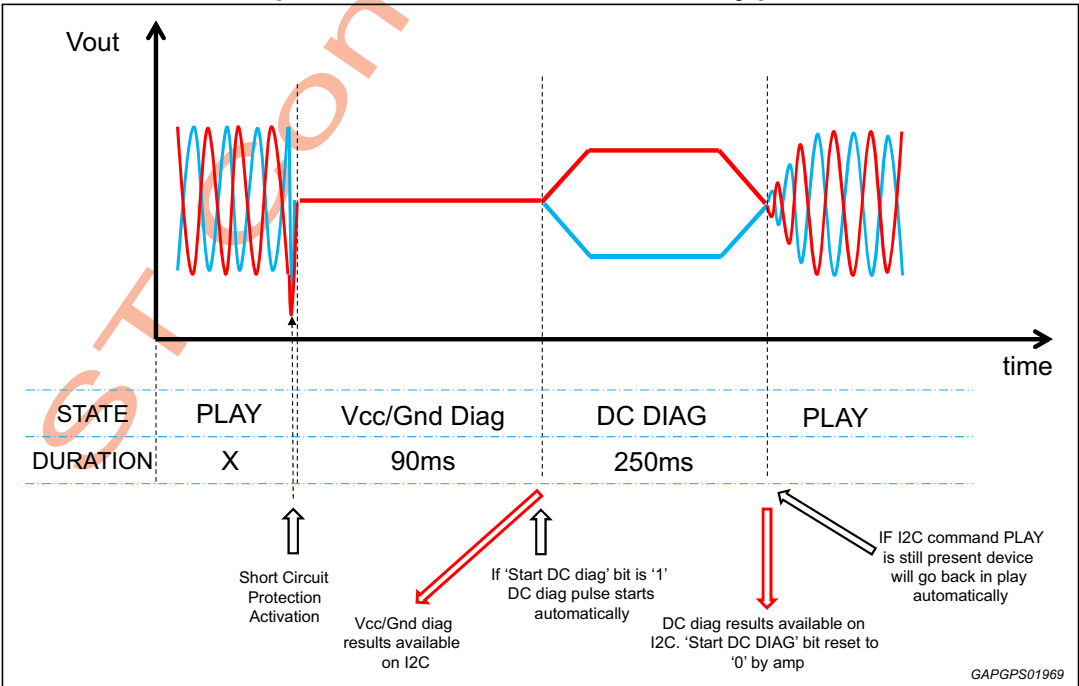 Vout
time
STATE PLAY Vcc/Gnd Diag DC DIAG PLAY
DURATION X 90ms 250ms
Short Circuit
Protection
Activation
Vcc/Gnd diag
results available
on I2C
If 'Start DC diag' bit is '1'
DC diag pulse starts
automatically
DC diag results available on
I2C. 'Start DC DIAG' bit reset to
'0' by amp
IF I2C command PLAY
is still present device
will go back in play
automatically
GAPGPS01969
ST Con